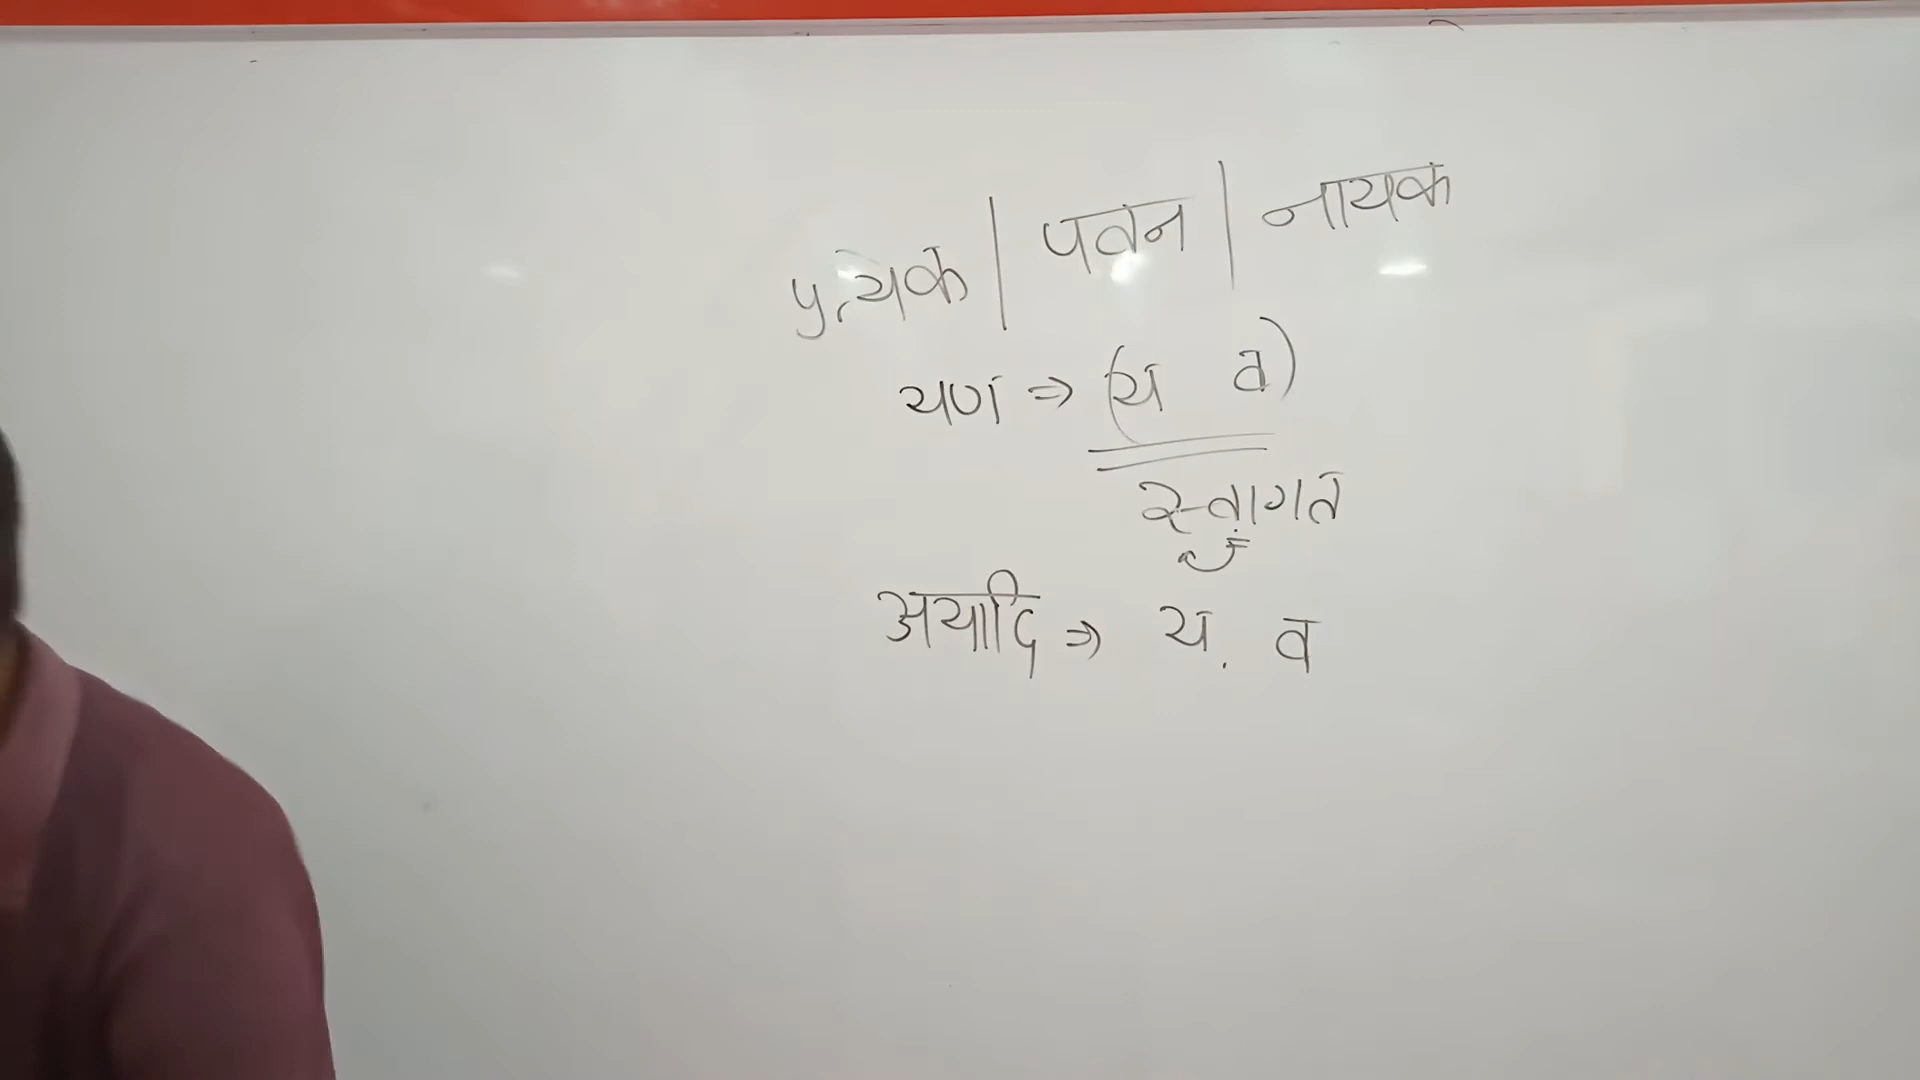 प्रत्यक | पवन | नायक
यण ⇒ (य व)
स्वागत
अयादि ⇒ य, व